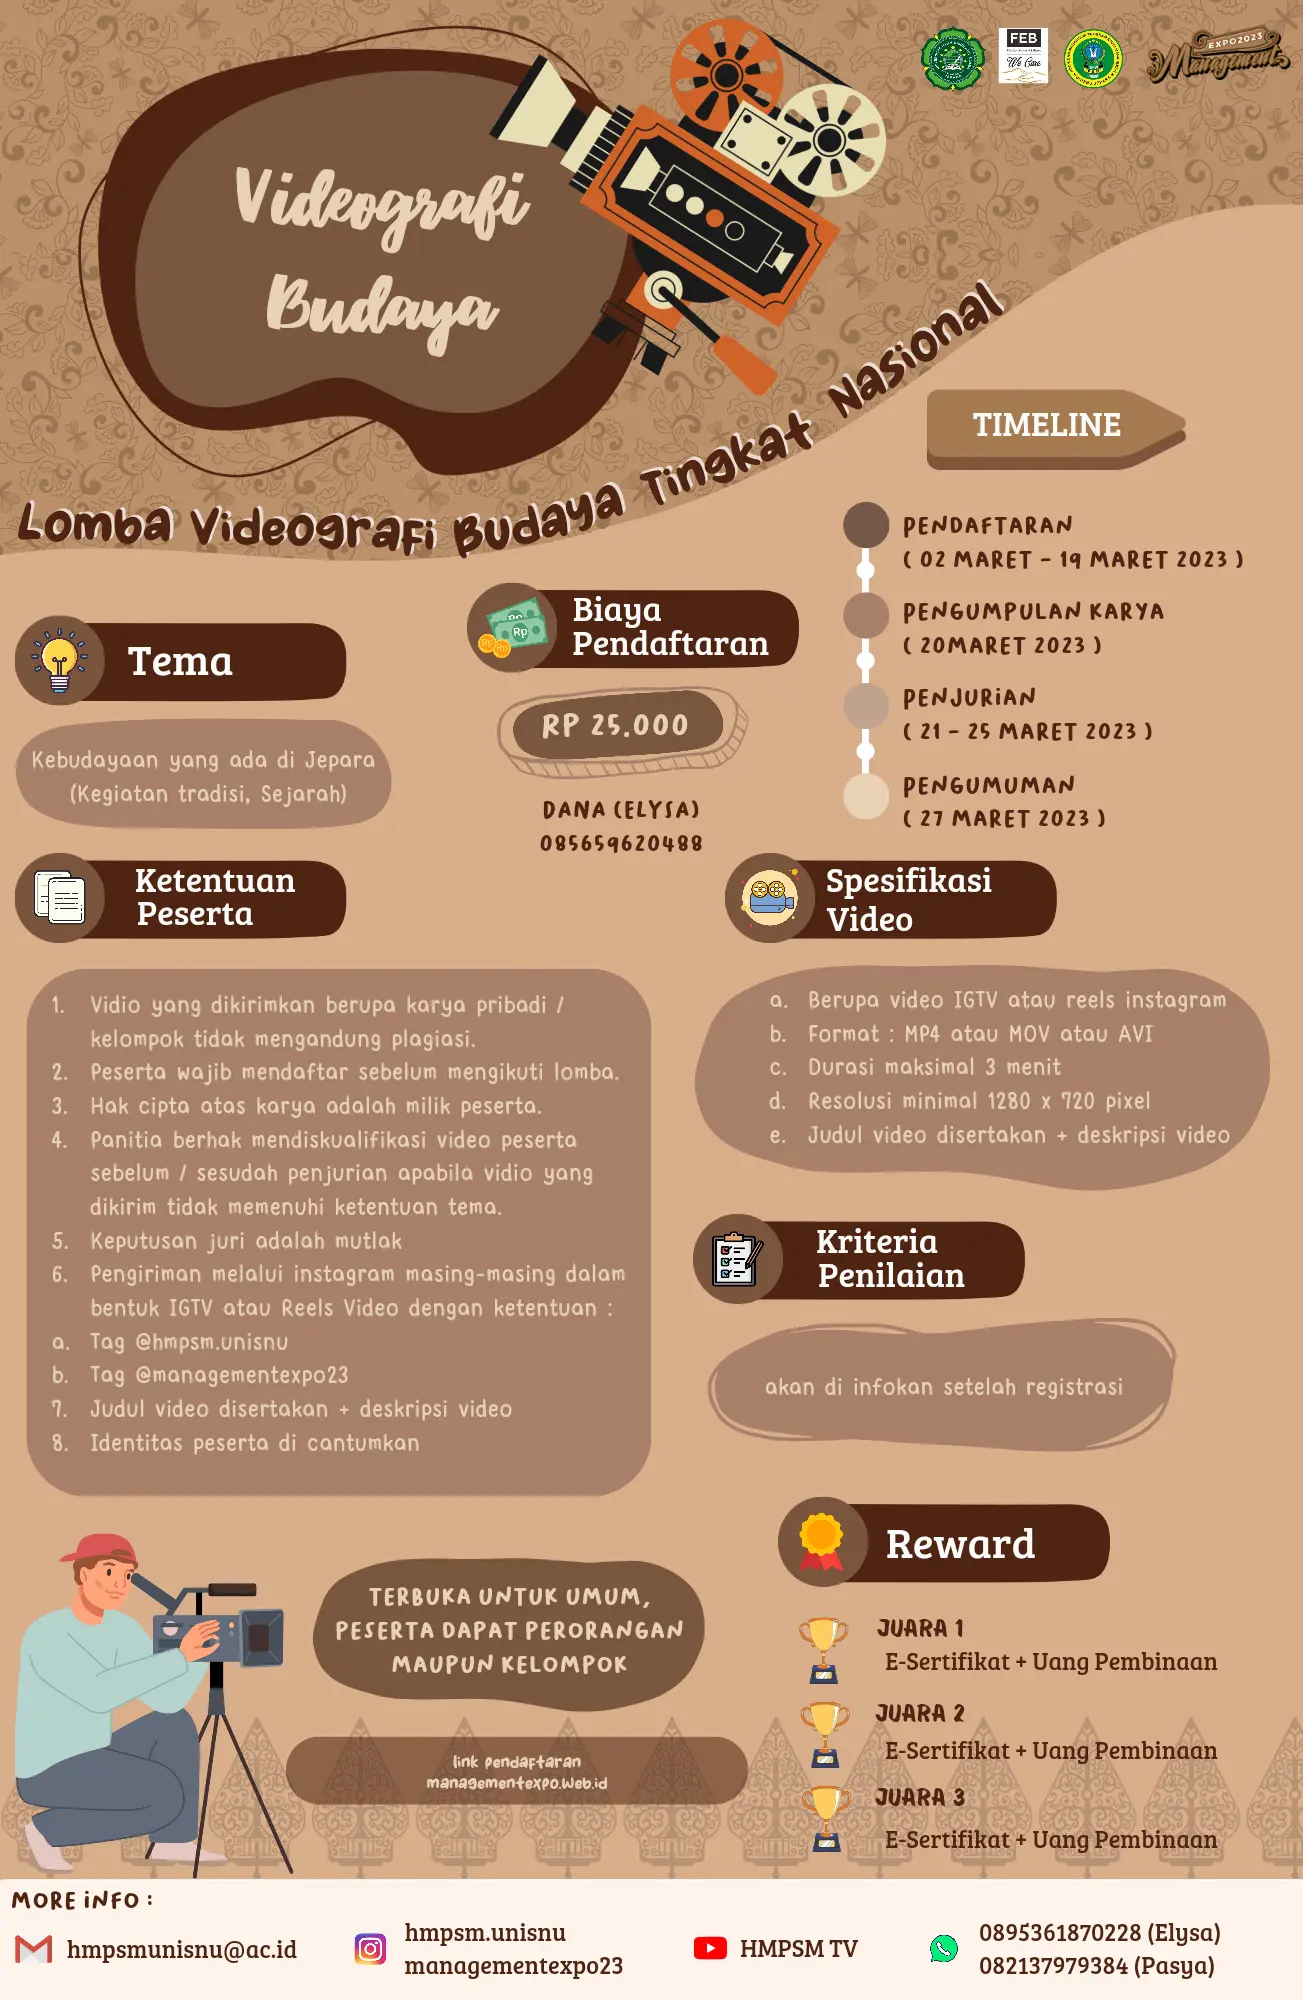 FEB
We Care
EXPO2023
Management
Videografi
Budaya
Lomba Videografi Budaya Tingkat Nasional
TIMELINE
PENDAFTARAN
( 02 MARET - 19 MARET 2023 )
PENGUMPULAN KARYA
( 20MARET 2023 )
PENJURIAN
( 21 - 25 MARET 2023 )
PENGUMUMAN
( 27 MARET 2023 )
Tema
Kebudayaan yang ada di Jepara
(Kegiatan tradisi, Sejarah)
Biaya
Pendaftaran
RP 25.000
DANA (ELYSA)
085659620488
Ketentuan
Peserta
1. Vidio yang dikirimkan berupa karya pribadi /
kelompok tidak mengandung plagiasi.
2. Peserta wajib mendaftar sebelum mengikuti lomba.
3. Hak cipta atas karya adalah milik peserta.
4. Panitia berhak mendiskualifikasi video peserta
sebelum / sesudah penjurian apabila vidio yang
dikirim tidak memenuhi ketentuan tema.
5. Keputusan juri adalah mutlak
6. Pengiriman melalui instagram masing-masing dalam
bentuk IGTV atau Reels Video dengan ketentuan :
a. Tag @hmpsm.unisnu
b. Tag @managementexpo23
7. Judul video disertakan + deskripsi video
8. Identitas peserta di cantumkan
Spesifikasi
Video
a. Berupa video IGTV atau reels instagram
b. Format : MP4 atau MOV atau AVI
c. Durasi maksimal 3 menit
d. Resolusi minimal 1280 x 720 pixel
e. Judul video disertakan + deskripsi video
Kriteria
Penilaian
akan di infokan setelah registrasi
Reward
JUARA 1
E-Sertifikat + Uang Pembinaan
JUARA 2
E-Sertifikat + Uang Pembinaan
JUARA 3
E-Sertifikat + Uang Pembinaan
TERBUKA UNTUK UMUM,
PESERTA DAPAT PERORANGAN
MAUPUN KELOMPOK
link pendaftaran
managementexpo.web.id
MORE INFO :
hmpsmunisnu@ac.id
hmpsm.unisnu
managementexpo23
HMPSM TV
0895361870228 (Elysa)
082137979384 (Pasya)